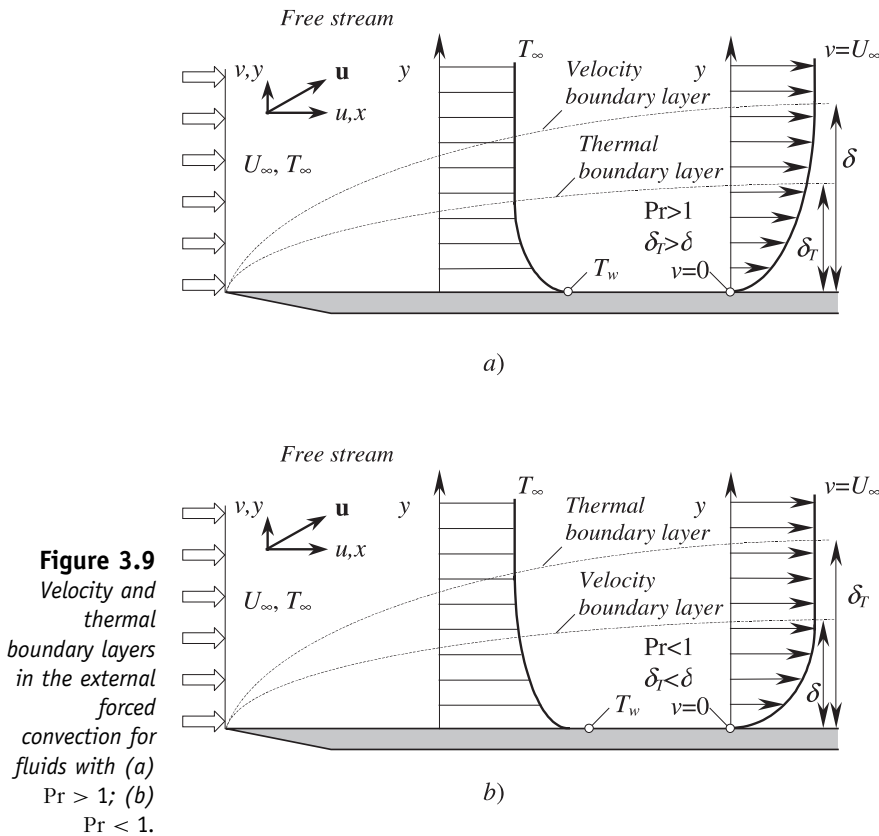 Free stream
v,y
u
y
T∞
Velocity
boundary layer
y
v=U∞
u,x
U∞, T∞
Thermal
boundary layer
δ
Pr>1
δT>δ
δT
Tw
v=0
a)
Free stream
v,y
u
y
T∞
Thermal
boundary layer
y
v=U∞
u,x
U∞, T∞
Velocity
boundary layer
δT
Pr<1
δT<δ
δ
Tw
v=0
b)
Figure 3.9
Velocity and
thermal
boundary layers
in the external
forced
convection for
fluids with (a)
Pr > 1; (b)
Pr < 1.